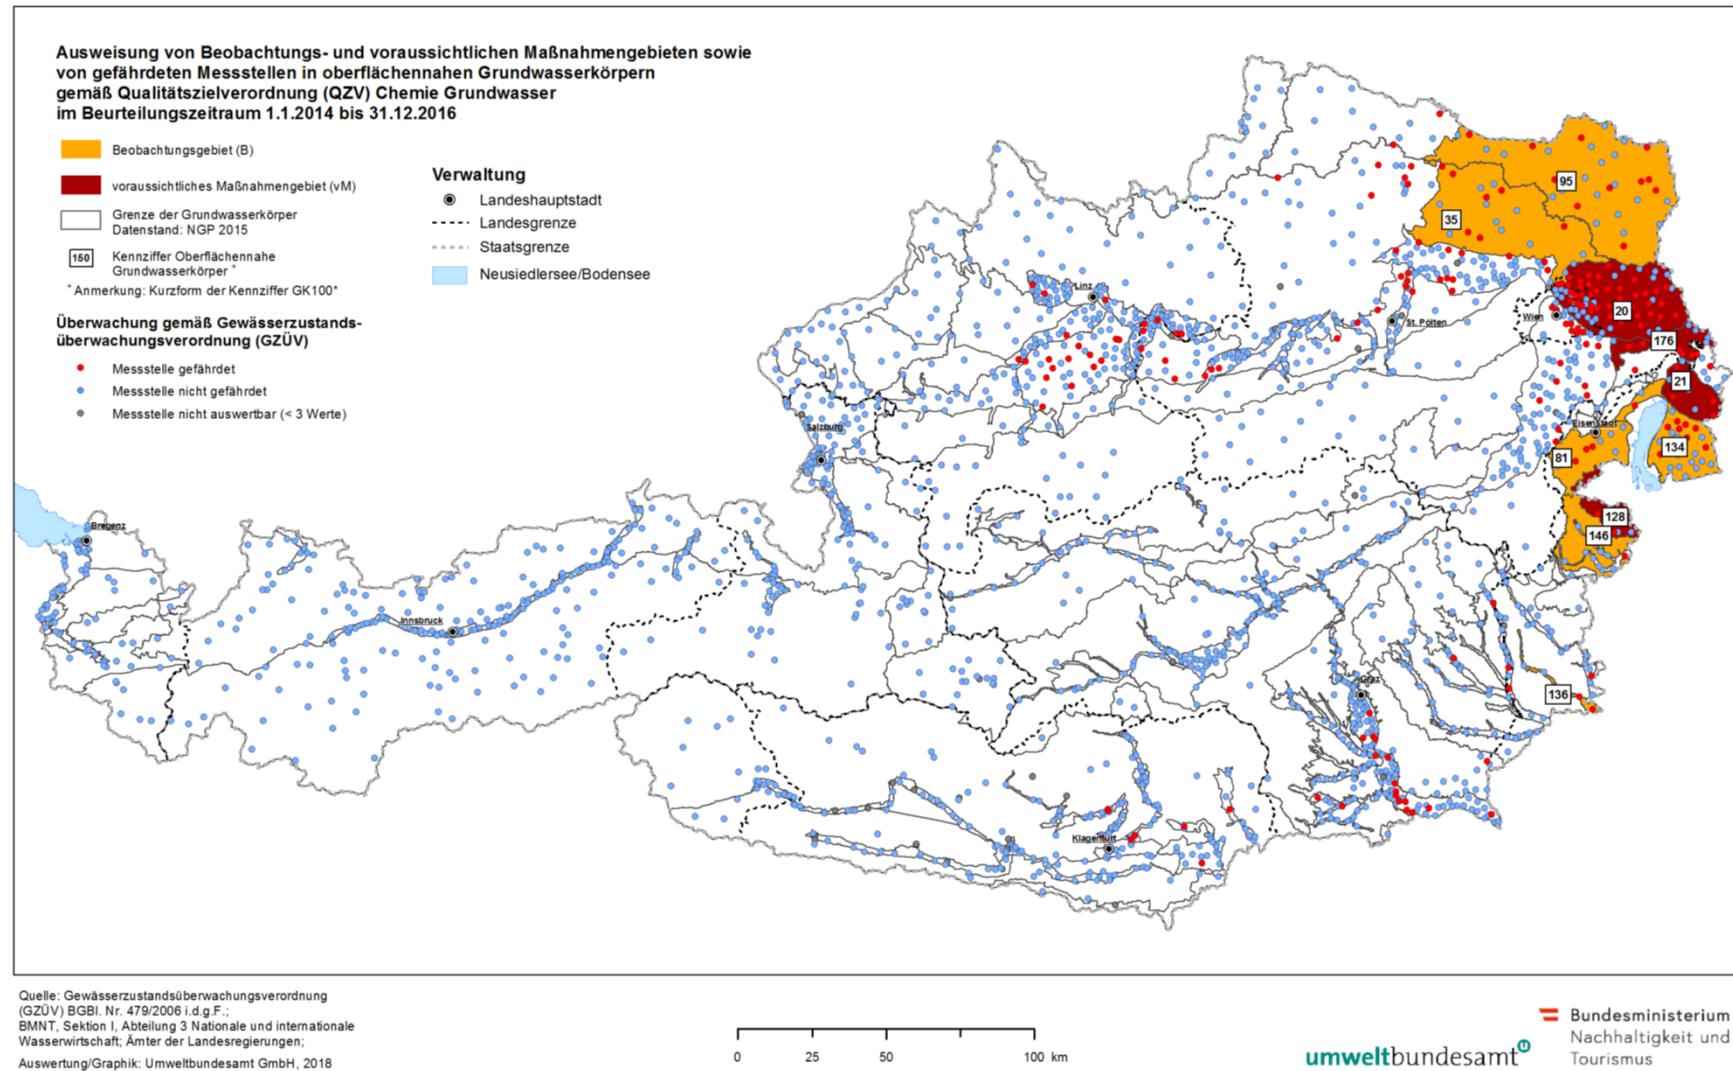 Ausweisung von Beobachtungs- und voraussichtlichen Maßnahmengebieten sowie
von gefährdeten Messstellen in oberflächennahen Grundwasserkörpern
gemäß Qualitätszielverordnung (QZV) Chemie Grundwasser
im Beurteilungszeitraum 1.1.2014 bis 31.12.2016
Beobachtungsgebiet (B)
voraussichtliches Maßnahmengebiet (vM)
Grenze der Grundwasserkörper
Datenstand: NGP 2015
150
Kennziffer Oberflächennahe
Grundwasserkörper +
+ Anmerkung: Kurzform der Kennziffer GK100*
Überwachung gemäß Gewässerzustands-
überwachungsverordnung (GZÜV)
Messstelle gefährdet
Messstelle nicht gefährdet
Messstelle nicht auswertbar (< 3 Werte)
Verwaltung
Landeshauptstadt
Landesgrenze
Staatsgrenze
Neusiedlersee/Bodensee
95
35
Linz
20
Wien
St. Pölten
176
21
Salzburg
Eisenstadt
134
81
128
146
Bregenz
Innsbruck
Graz
136
Klagenfurt
Quelle: Gewässerzustandsüberwachungsverordnung
(GZÜV) BGBl. Nr. 479/2006 i.d.g.F.;
BMNT, Sektion I, Abteilung 3 Nationale und internationale
Wasserwirtschaft; Ämter der Landesregierungen;
Auswertung/Graphik: Umweltbundesamt GmbH, 2018
0 25 50 100 km
umweltbundesamt u
Bundesministerium
Nachhaltigkeit und
Tourismus